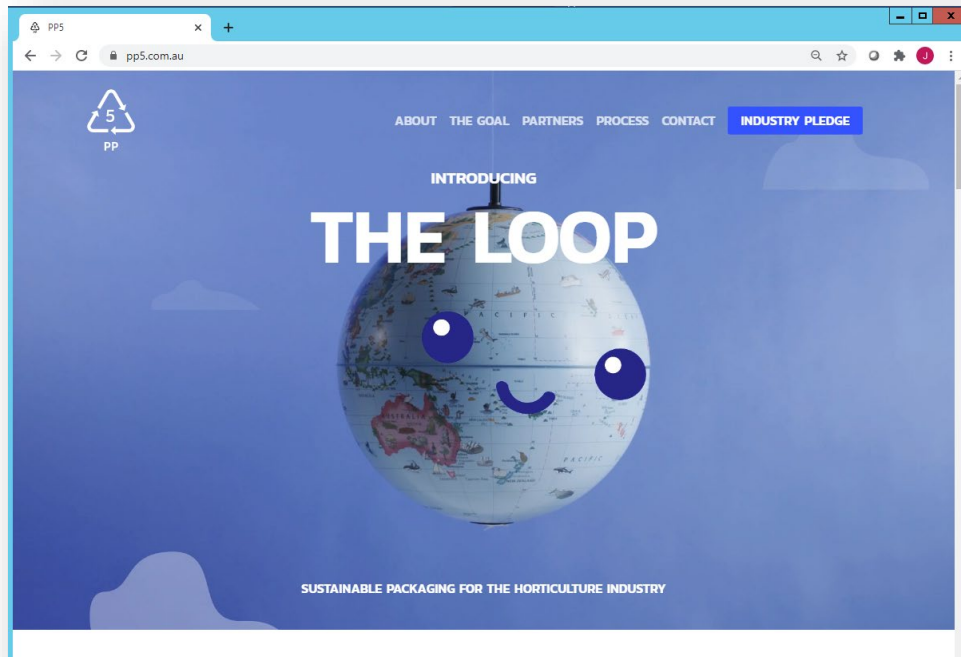 PP5
pp5.com.au
J
5
PP
ABOUT THE GOAL PARTNERS PROCESS CONTACT INDUSTRY PLEDGE
INTRODUCING
THE LOOP
PACIFIC
AUSTRALIA
PACIFIC
SUSTAINABLE PACKAGING FOR THE HORTICULTURE INDUSTRY